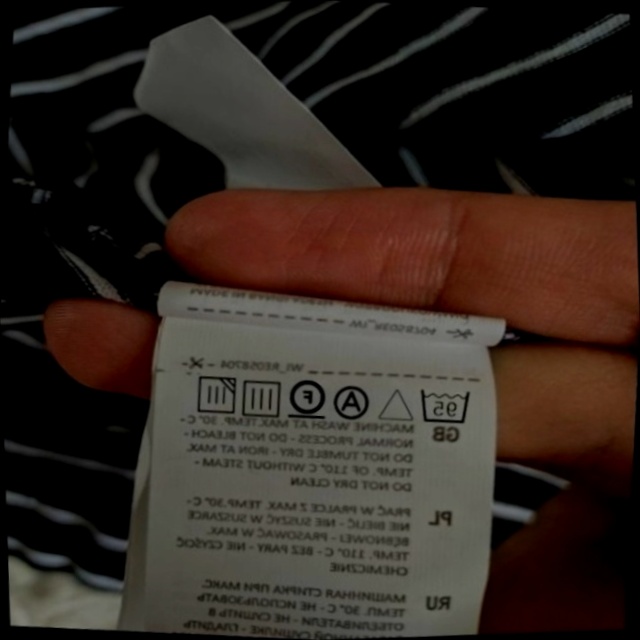 WI_RED58704
95 A F
GB
MACHINE WASH AT MAX.TEMP. 30°C -
NORMAL PROCESS - DO NOT BLEACH -
DO NOT TUMBLE DRY - IRON AT MAX.
TEMP. OF 110°C WITHOUT STEAM -
DO NOT DRY CLEAN
PL
PRAĆ W PRALCE Z MAX. TEMP.30°C -
NIE BIELIĆ - NIE SUSZYĆ W SUSZARCE
BĘBNOWEJ - PRASOWAĆ W MAX.
TEMP. 110°C - BEZ PARY - NIE CZYŚCIĆ
CHEMICZNIE
RU
МАШИННАЯ СТИРКА ПРИ МАКС.
ТЕМП. 30°C - НЕ ИСПОЛЬЗОВАТЬ
ОТБЕЛИВАТЕЛИ - НЕ СУШИТЬ В